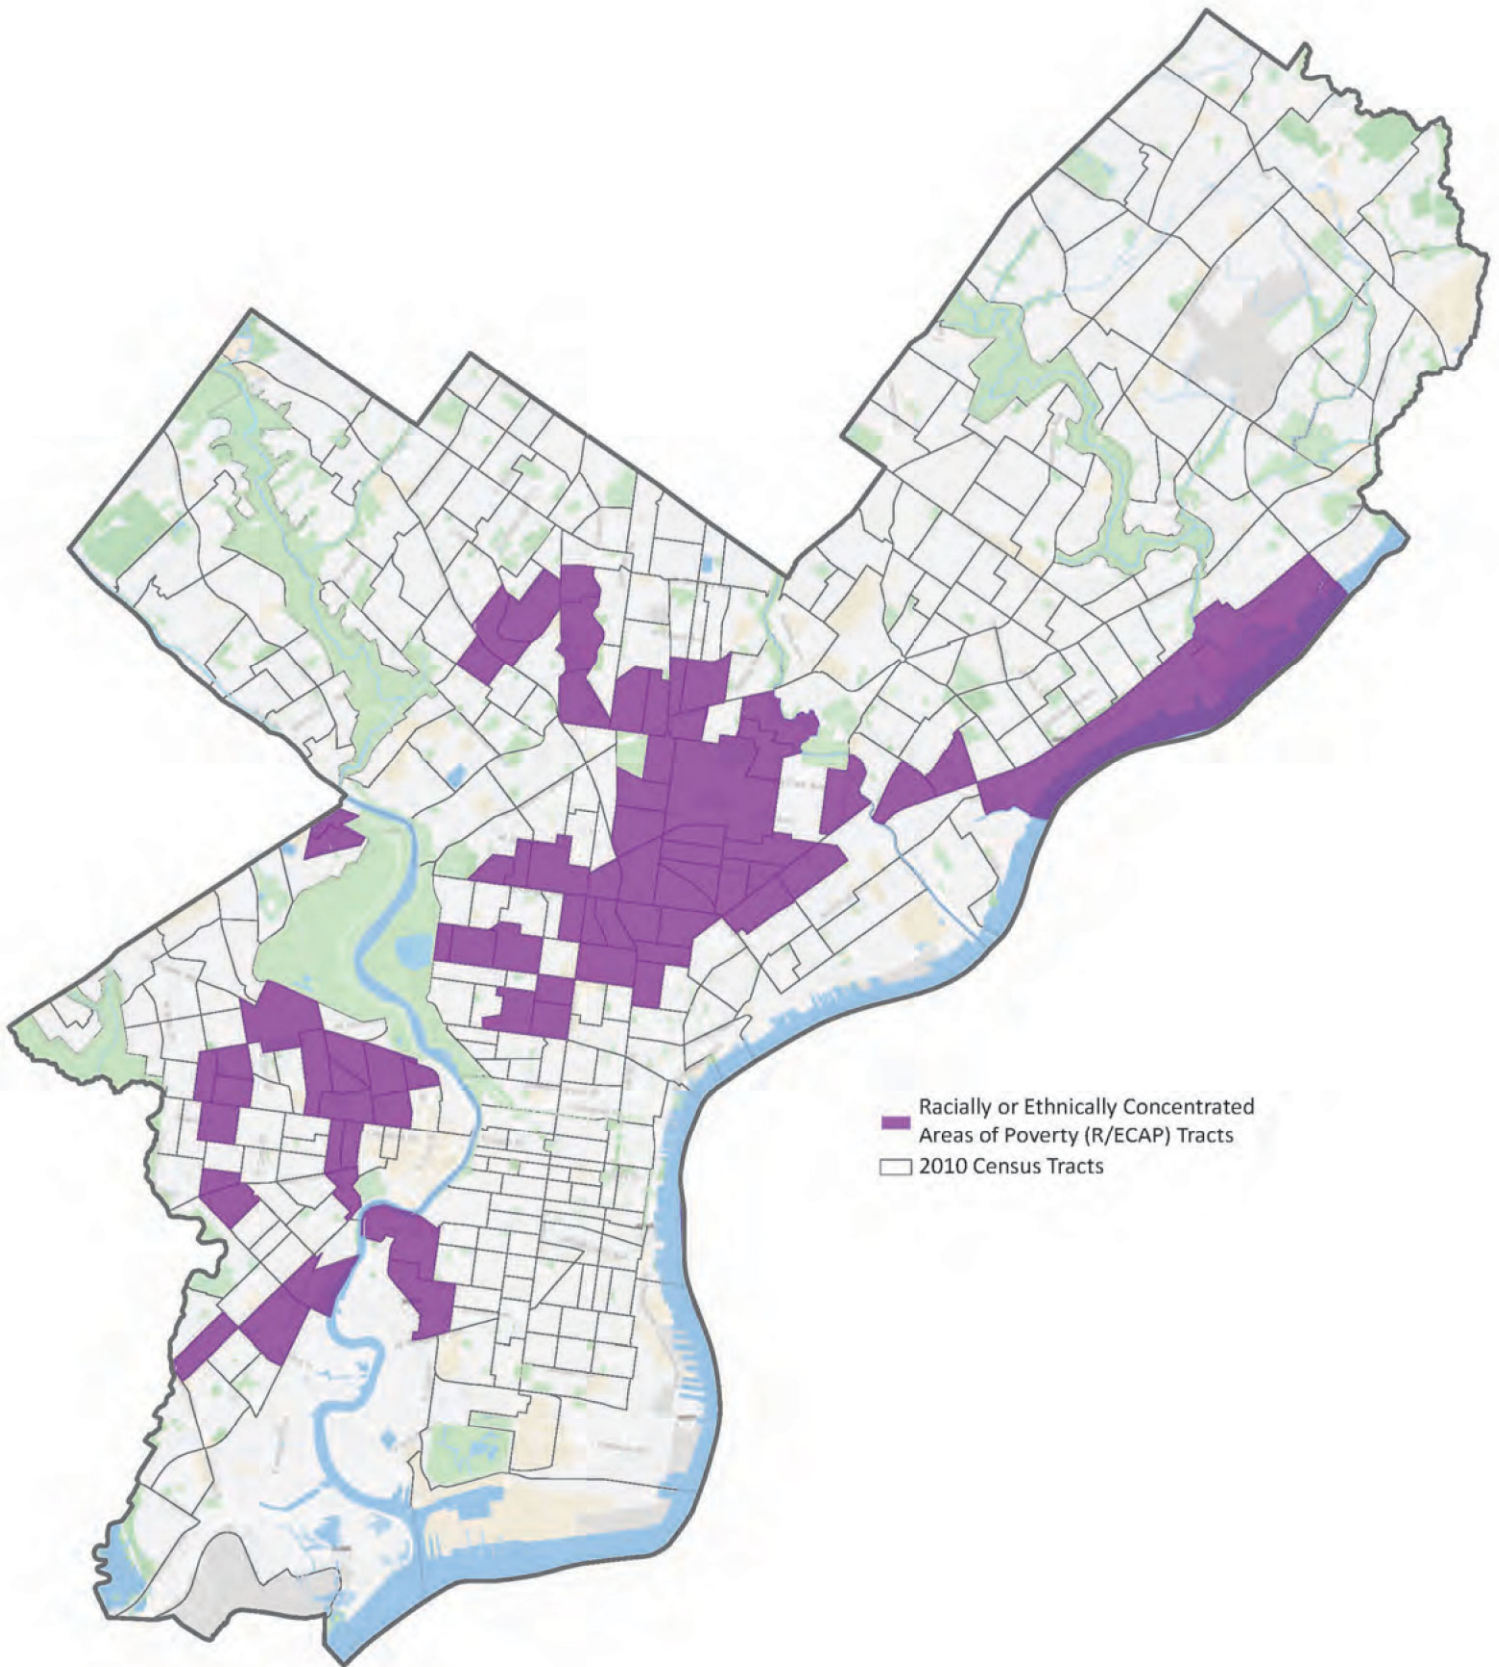 Racially or Ethnically Concentrated
Areas of Poverty (R/ECAP) Tracts
2010 Census Tracts